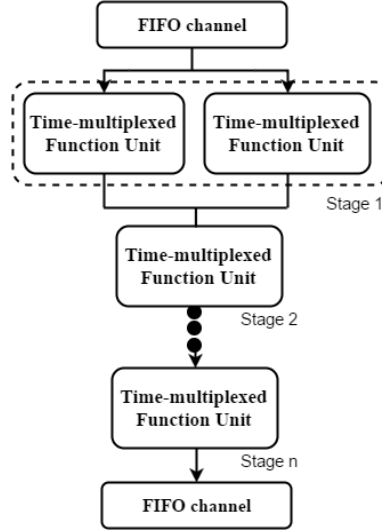 FIFO channel
Time-multiplexed
Function Unit
Time-multiplexed
Function Unit
Stage 1
Time-multiplexed
Function Unit
Stage 2
Time-multiplexed
Function Unit
Stage n
FIFO channel